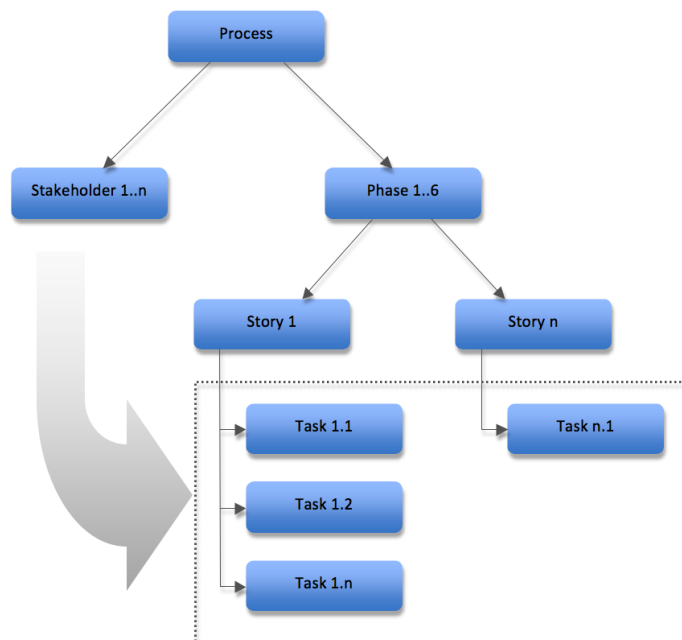 Process
Stakeholder 1..n
Phase 1..6
Story 1
Story n
Task 1.1
Task n.1
Task 1.2
Task 1.n